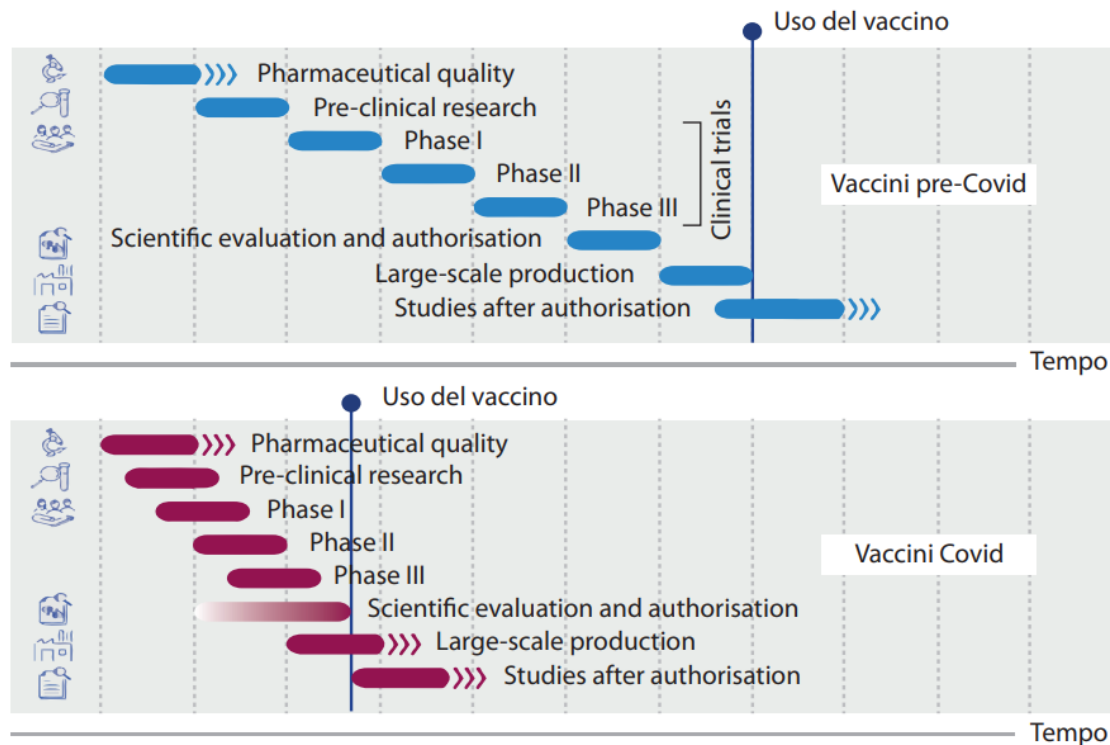 Uso del vaccino
Pharmaceutical quality
Pre-clinical research
Phase I
Phase II
Phase III
Clinical trials
Vaccini pre-Covid
Scientific evaluation and authorisation
Large-scale production
Studies after authorisation
Tempo
Uso del vaccino
Pharmaceutical quality
Pre-clinical research
Phase I
Phase II
Phase III
Vaccini Covid
Scientific evaluation and authorisation
Large-scale production
Studies after authorisation
Tempo